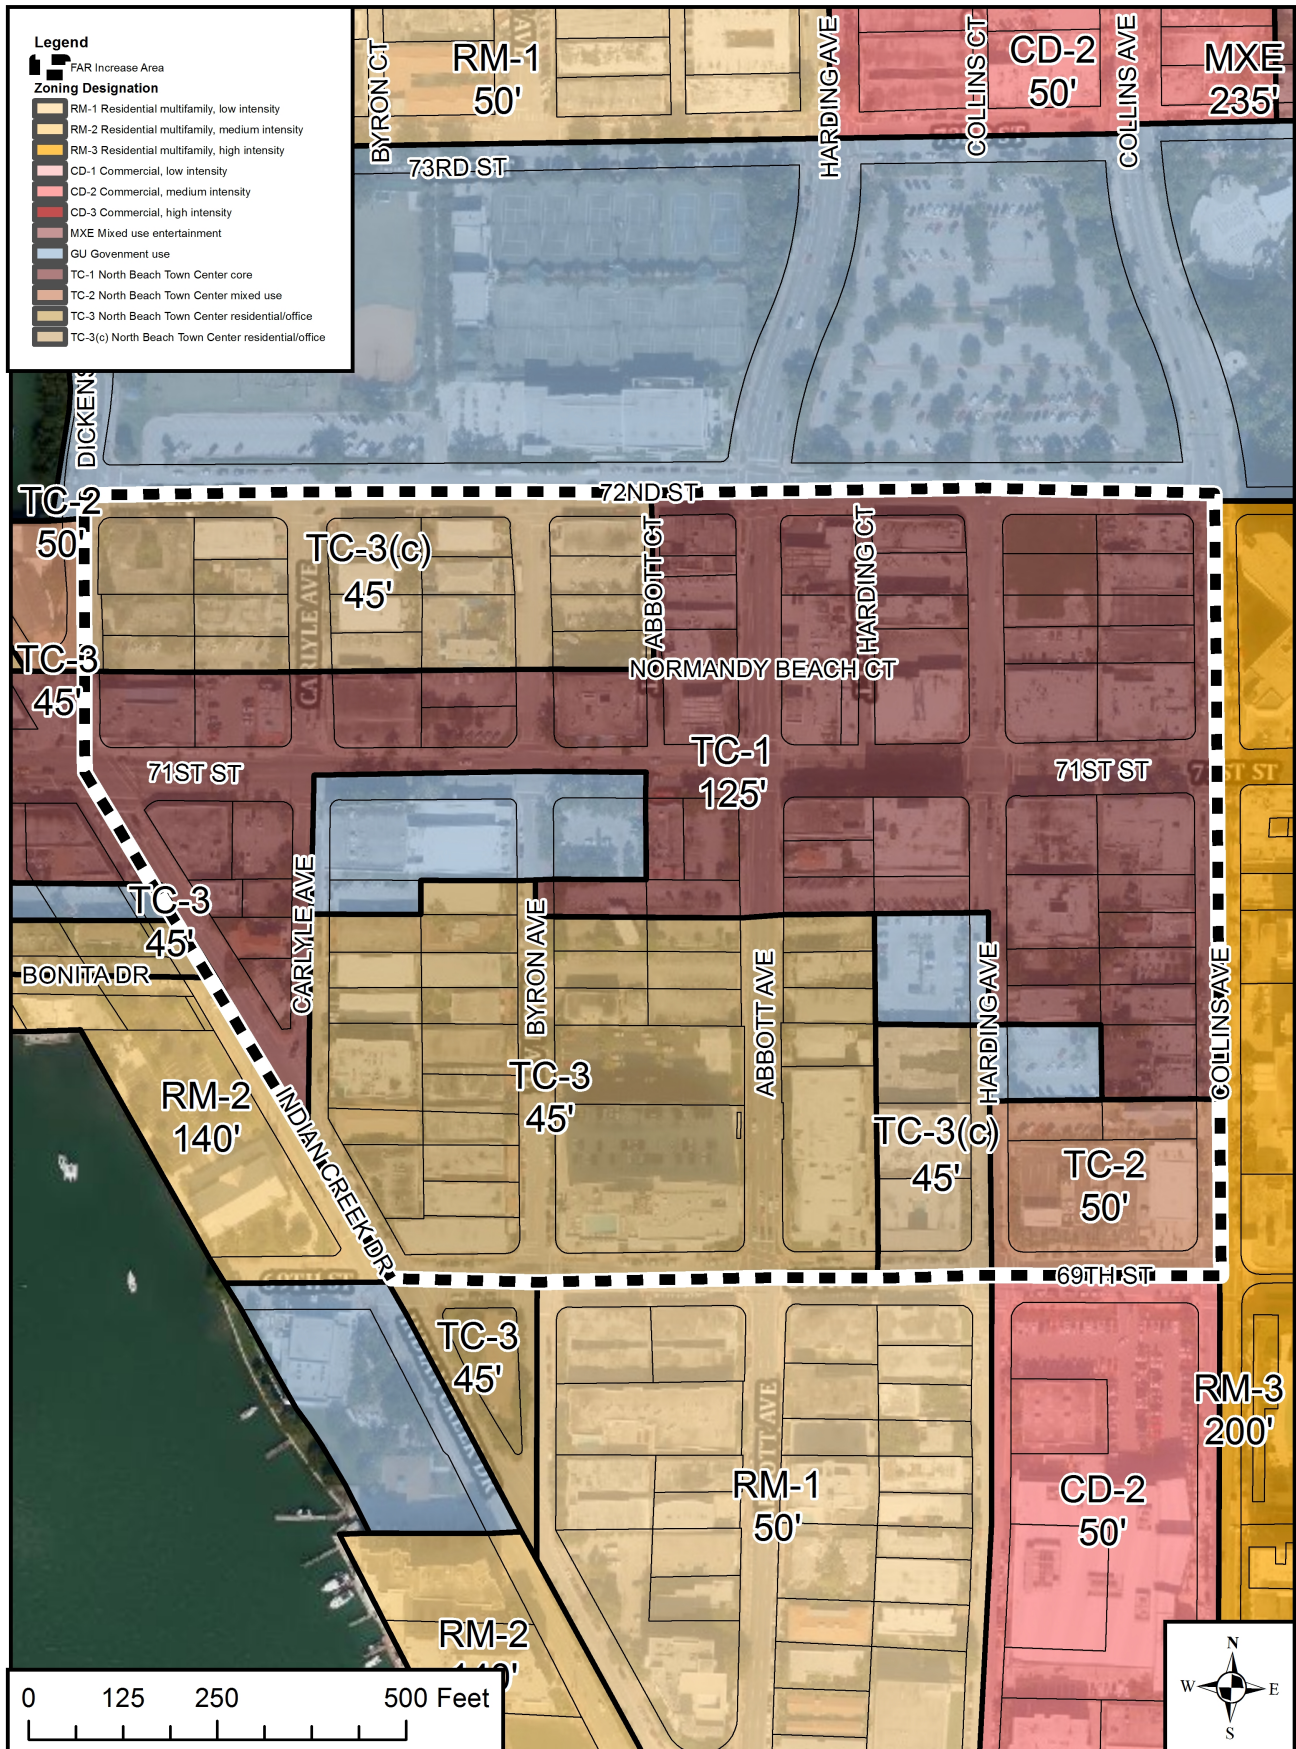 Legend
FAR Increase Area
Zoning Designation
RM-1 Residential multifamily, low intensity
RM-2 Residential multifamily, medium intensity
RM-3 Residential multifamily, high intensity
CD-1 Commercial, low intensity
CD-2 Commercial, medium intensity
CD-3 Commercial, high intensity
MXE Mixed use entertainment
GU Govenment use
TC-1 North Beach Town Center core
TC-2 North Beach Town Center mixed use
TC-3 North Beach Town Center residential/office
TC-3(c) North Beach Town Center residential/office
BYRON CT
RM-1
50'
HARDING AVE
COLLINS CT
CD-2
50'
COLLINS AVE
MXE
235'
73RD ST
DICKENS
72ND ST
TC-2
50'
TC-3(c)
45'
CARLYLE AVE
ABBOTT CT
HARDING CT
TC-3
45'
NORMANDY BEACH CT
71ST ST
TC-1
125'
71ST ST
ST ST
TC-3
45'
CARLYLE AVE
BYRON AVE
ABBOTT AVE
HARDING AVE
COLLINS AVE
BONITA DR
RM-2
140'
INDIAN CREEK DR
TC-3
45'
TC-3(c)
45'
TC-2
50'
69TH ST
69TH ST
TC-3
45'
RM-3
200'
OTT AVE
RM-1
50'
CD-2
50'
RM-2
0 125 250 500 Feet
N
W E
S